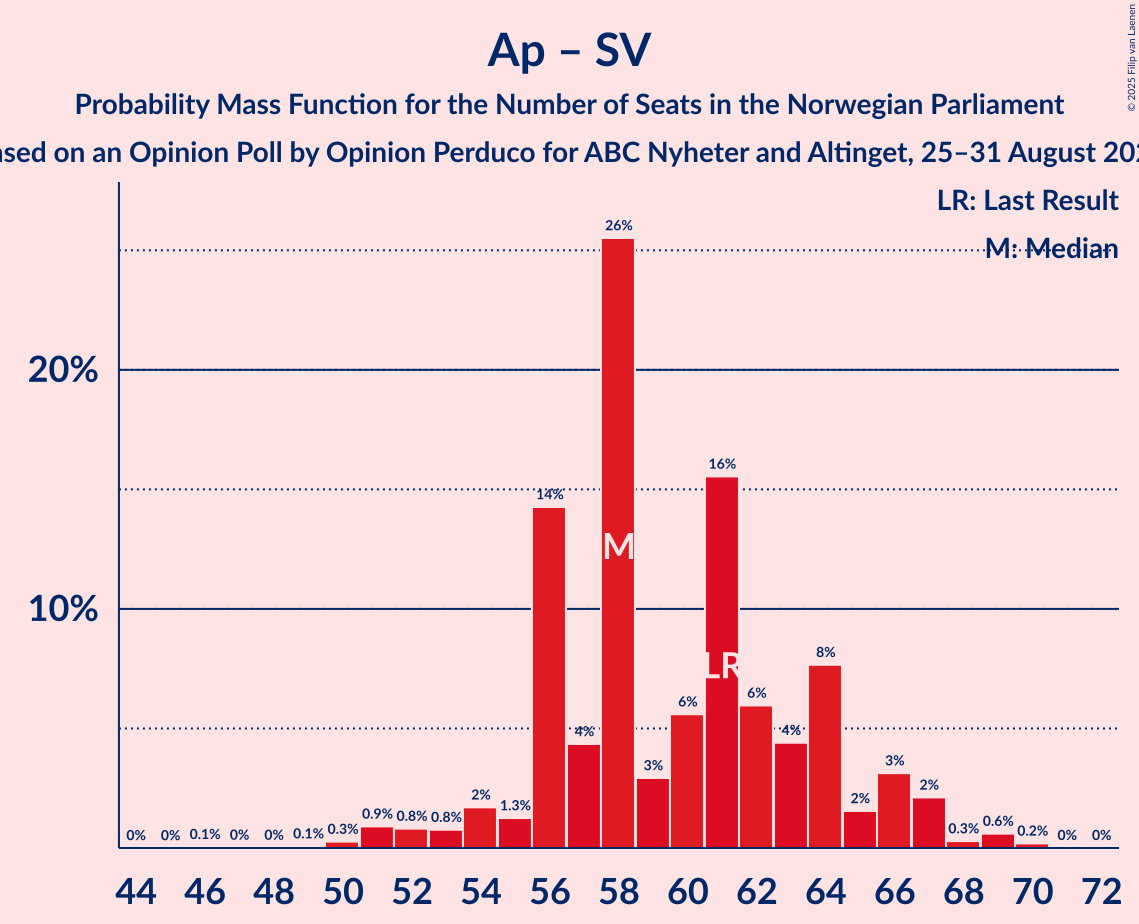 Ap – SV
Probability Mass Function for the Number of Seats in the Norwegian Parliament
on an Opinion Poll by Opinion Perduco for ABC Nyheter and Altinget, 25–31 August
© 2025 Filip van Laenen
LR: Last Result
M: Median
20%
10%
0% 0% 0.1% 0% 0% 0.1% 0.3% 0.9% 0.8% 0.8% 2% 1.3% 14% 4% 26% 3% 6% 16% 6% 4% 8% 2% 3% 2% 0.3% 0.6% 0.2% 0% 0%
M
LR
44 46 48 50 52 54 56 58 60 62 64 66 68 70 72